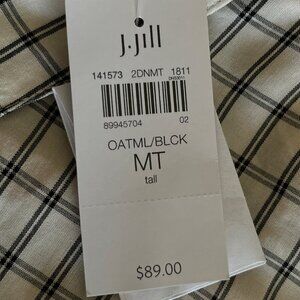 J.Jill
141573 2DNMT 1811
89945704 02
OATML/BLCK
MT
tall
$89.00